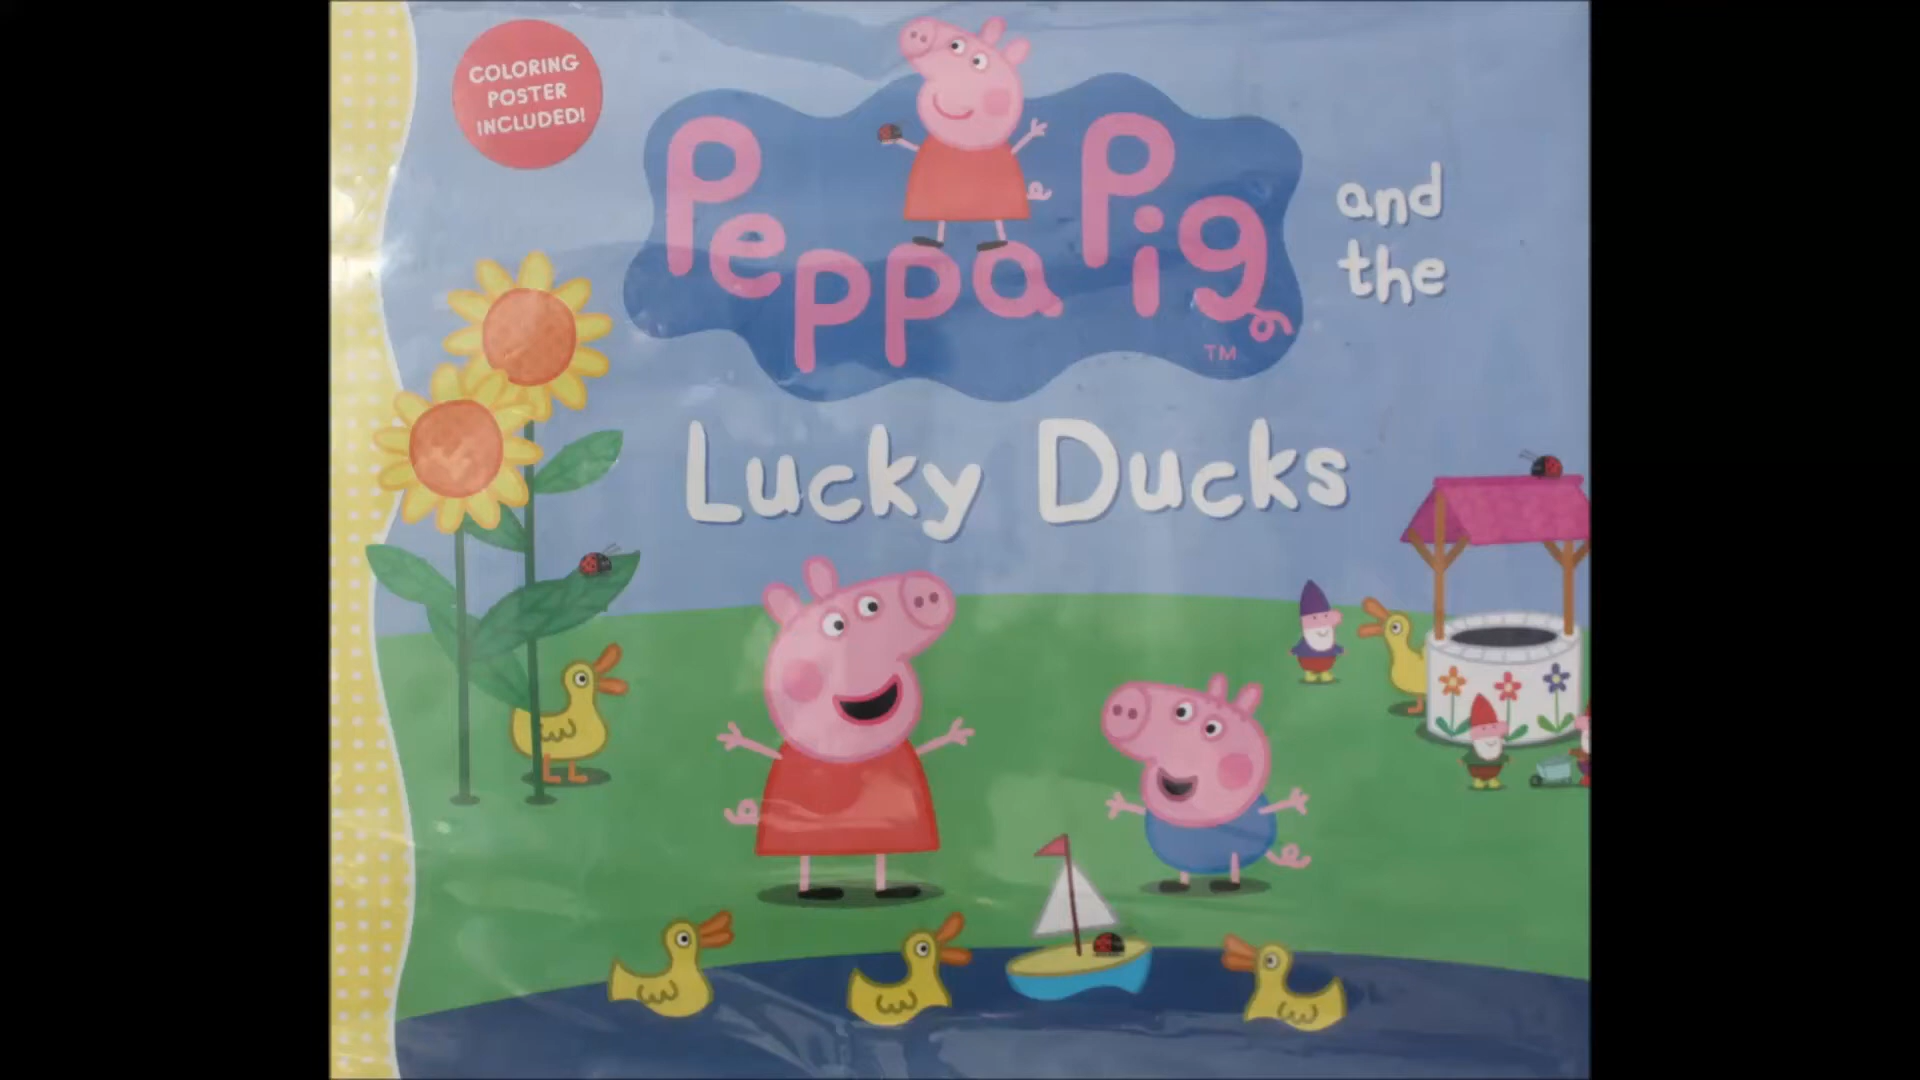 COLORING
POSTER
INCLUDED!
Peppa Pig
TM
and
the
Lucky Ducks